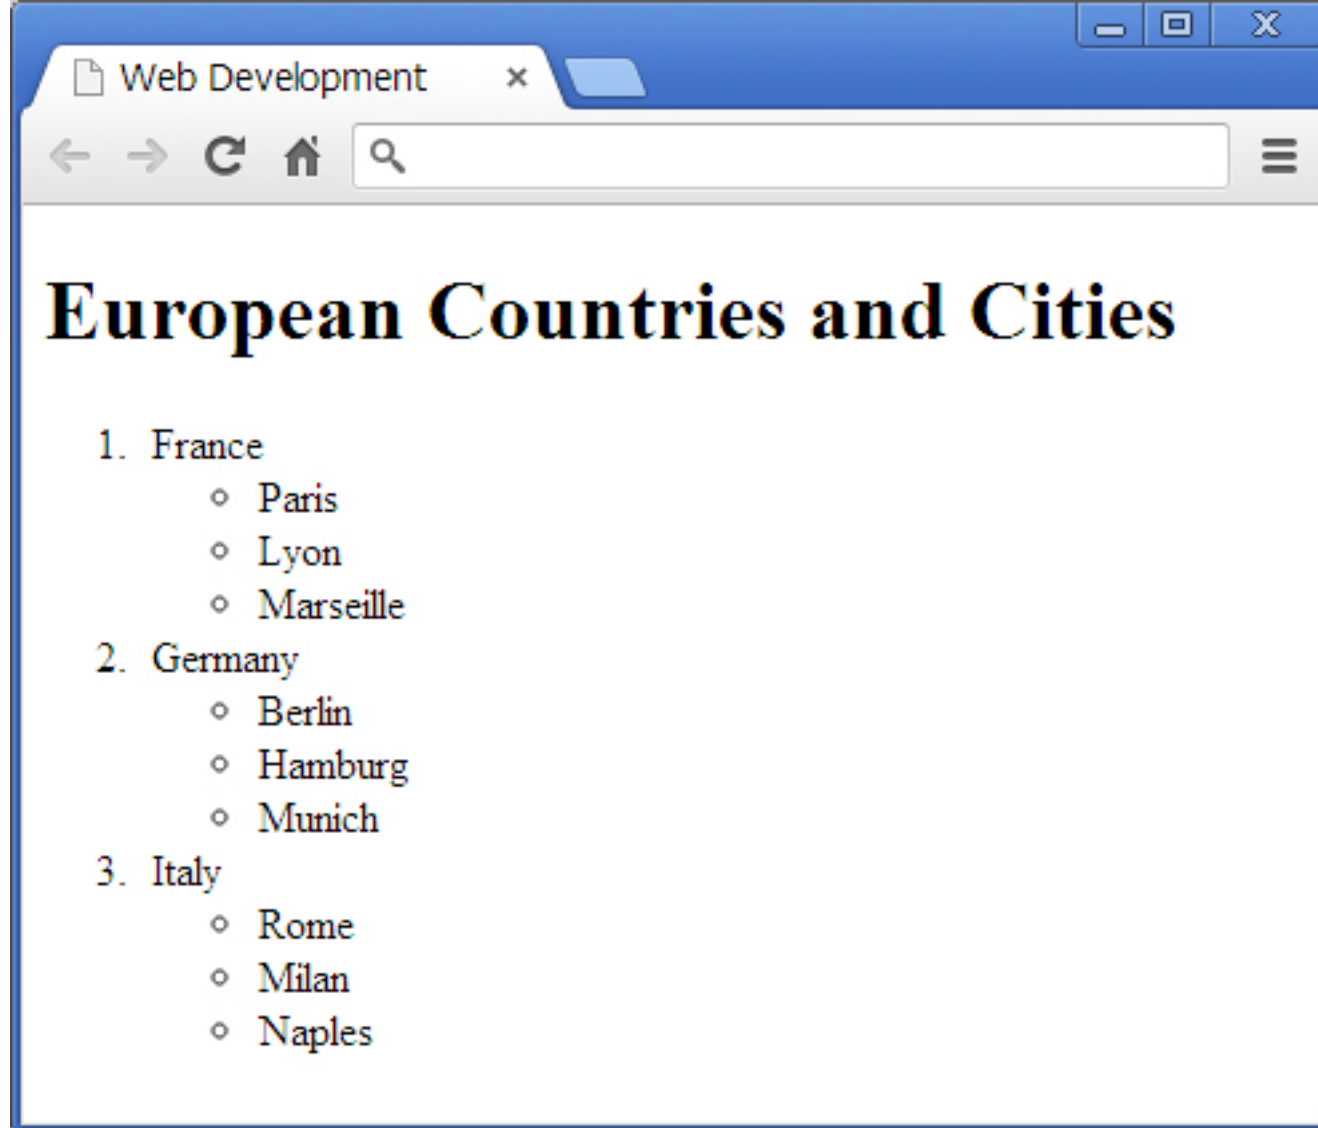 Web Development
European Countries and Cities
1. France
Paris
Lyon
Marseille
2. Germany
Berlin
Hamburg
Munich
3. Italy
Rome
Milan
Naples